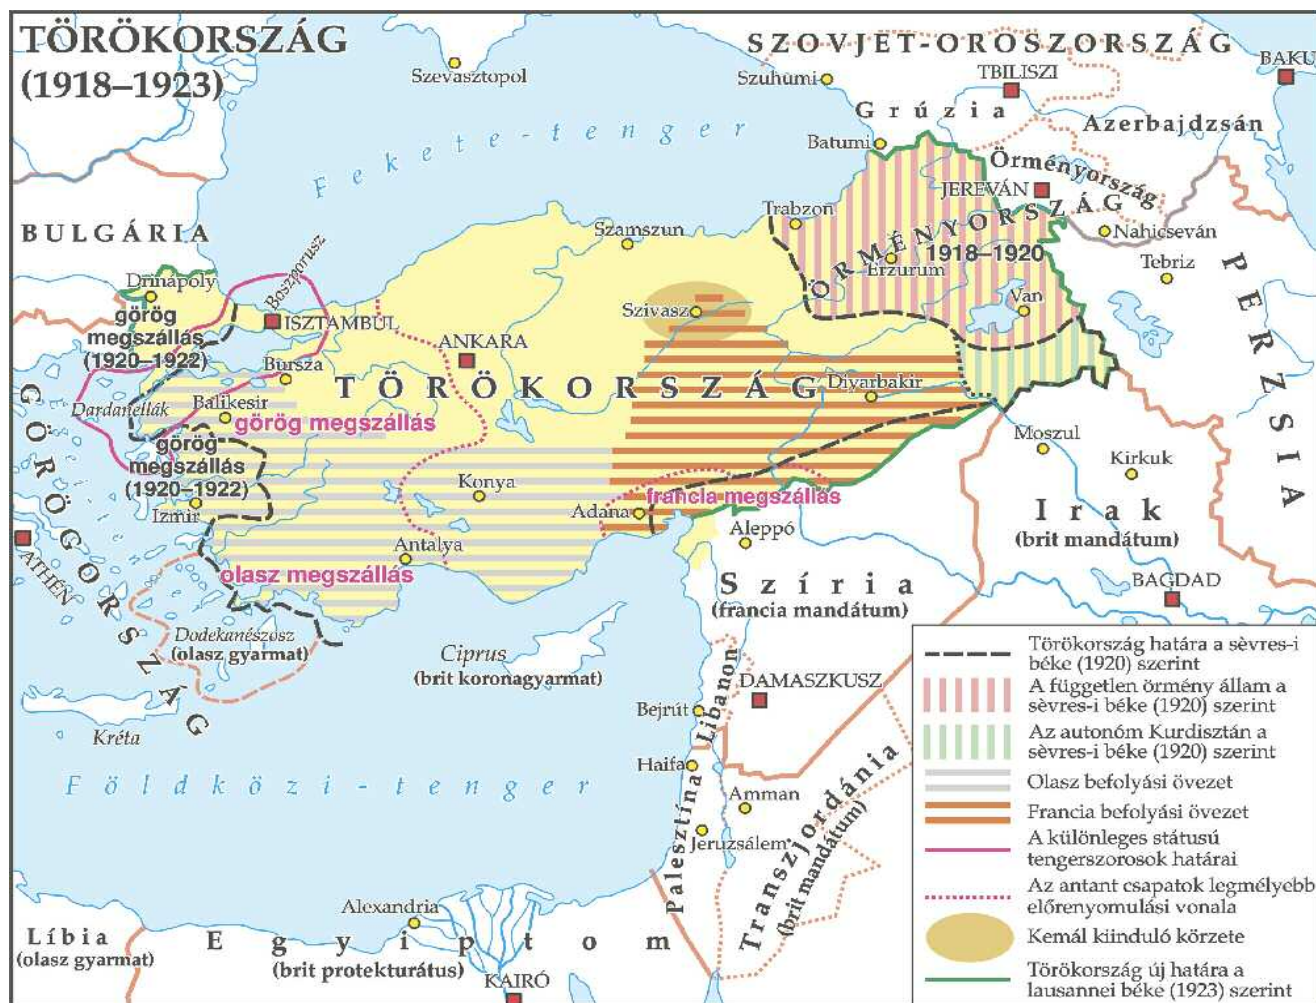 TÖRÖKORSZÁG
(1918–1923)
Szevasztopol
SZOVJET-OROSZORSZÁG
Szuhumi
TBILISZI
BAKU
Grúzia
Azerbajdzsán
Fekete-tenger
Batumi
Örményország
JEREVÁN
BULGÁRIA
Trabzon
ÖRMÉNYORSZÁG
1918–1920
Nahicseván
Szamszun
Erzurum
Tebriz
PERZSIA
Drinápoly
Boszporusz
görög
megszállás
(1920–1922)
ISZTAMBUL
Szivasz
Van
ANKARA
Bursza
TÖRÖKORSZÁG
Diyarbakir
Dardanellák
Balikesir
görög megszállás
görög
megszállás
(1920–1922)
Moszul
Kirkuk
GÖRÖGORSZÁG
Izmir
Konya
Adana
francia megszállás
Irak
(brit mandátum)
Aleppó
ATHÉN
Antalya
olasz megszállás
Szíria
(francia mandátum)
BAGDAD
Dodekanészosz
(olasz gyarmat)
Ciprus
(brit koronagyarmat)
Libanon
DAMASZKUSZ
Bejrút
Kréta
Földközi-tenger
Haifa
Palesztína
Amman
Jeruzsálem
Transzjordánia
(brit mandátum)
Alexandria
Líbia
(olasz gyarmat)
Egyiptom
(brit protekturátus)
KAIRÓ
Törökország határa a sèvres-i
béke (1920) szerint
A független örmény állam a
sèvres-i béke (1920) szerint
Az autonóm Kurdisztán a
sèvres-i béke (1920) szerint
Olasz befolyási övezet
Francia befolyási övezet
A különleges státusú
tengerszorosok határai
Az antant csapatok legmélyebb
előrenyomulási vonala
Kemál kiinduló körzete
Törökország új határa a
lausannei béke (1923) szerint